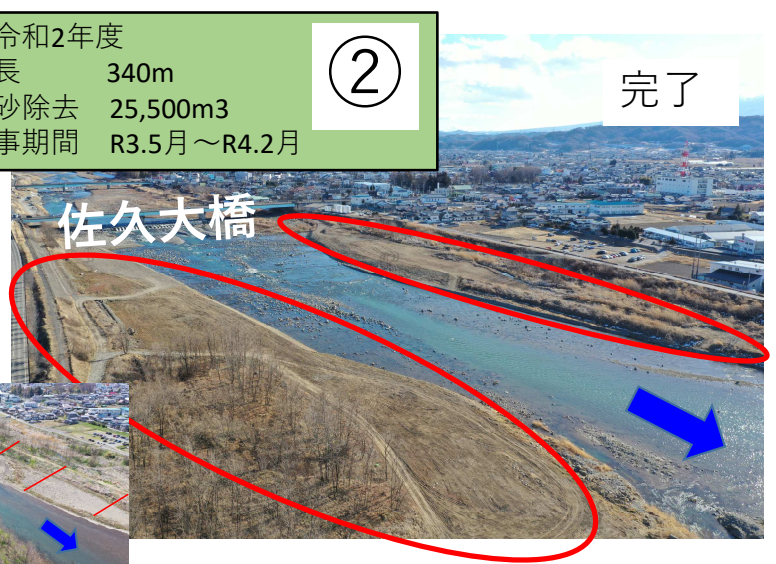 令和2年度
長 340m
砂除去 25,500m3
事期間 R3.5月～R4.2月
②
完了
佐久大橋